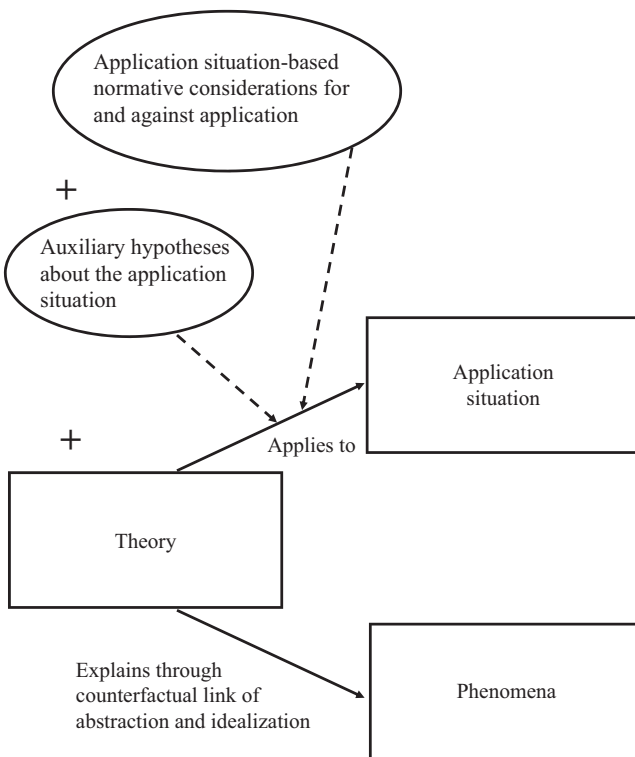 Application situation-based
normative considerations for
and against application
+
Auxiliary hypotheses
about the application
situation
Application
situation
+
Applies to
Theory
Explains through
counterfactual link of
abstraction and idealization
Phenomena